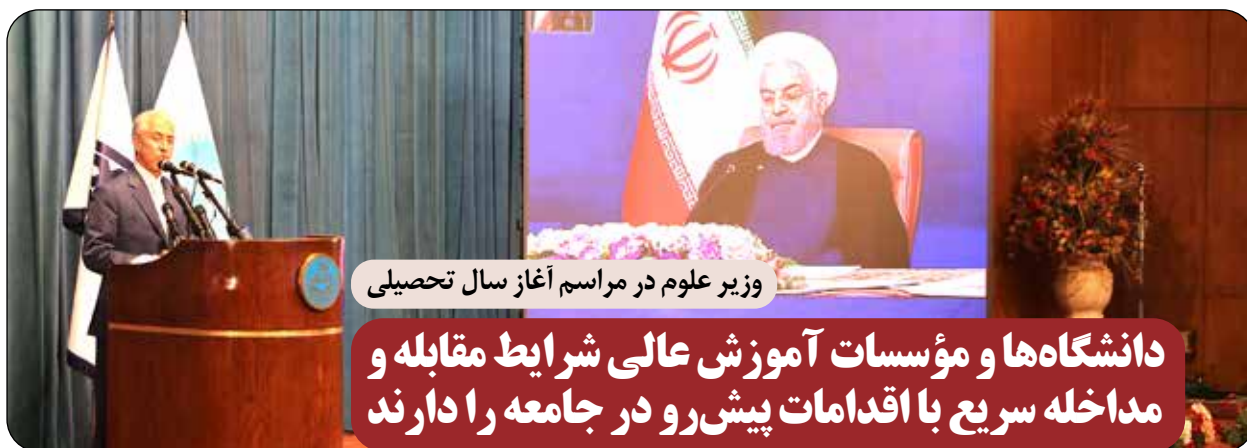 وزیر علوم در مراسم آغاز سال تحصیلی
دانشگاه‌ها و مؤسسات آموزش عالی شرایط مقابله و
مداخله سریع با اقدامات پیش‌رو در جامعه را دارند